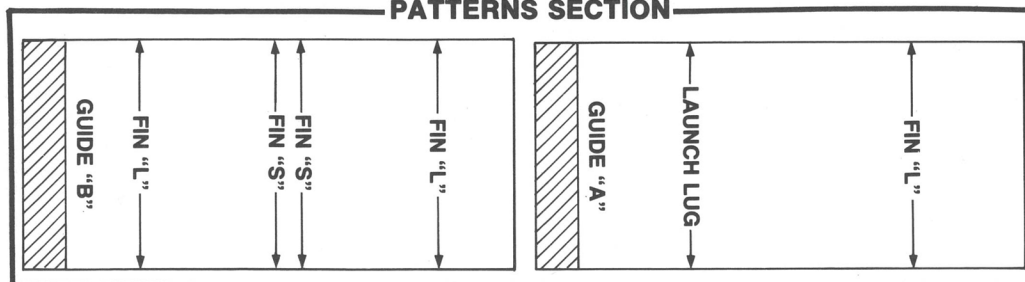 PATTERNS SECTION
GUIDE "B"
FIN "L"
FIN "S"
FIN "S"
FIN "L"
GUIDE "A"
LAUNCH LUG
FIN "L"